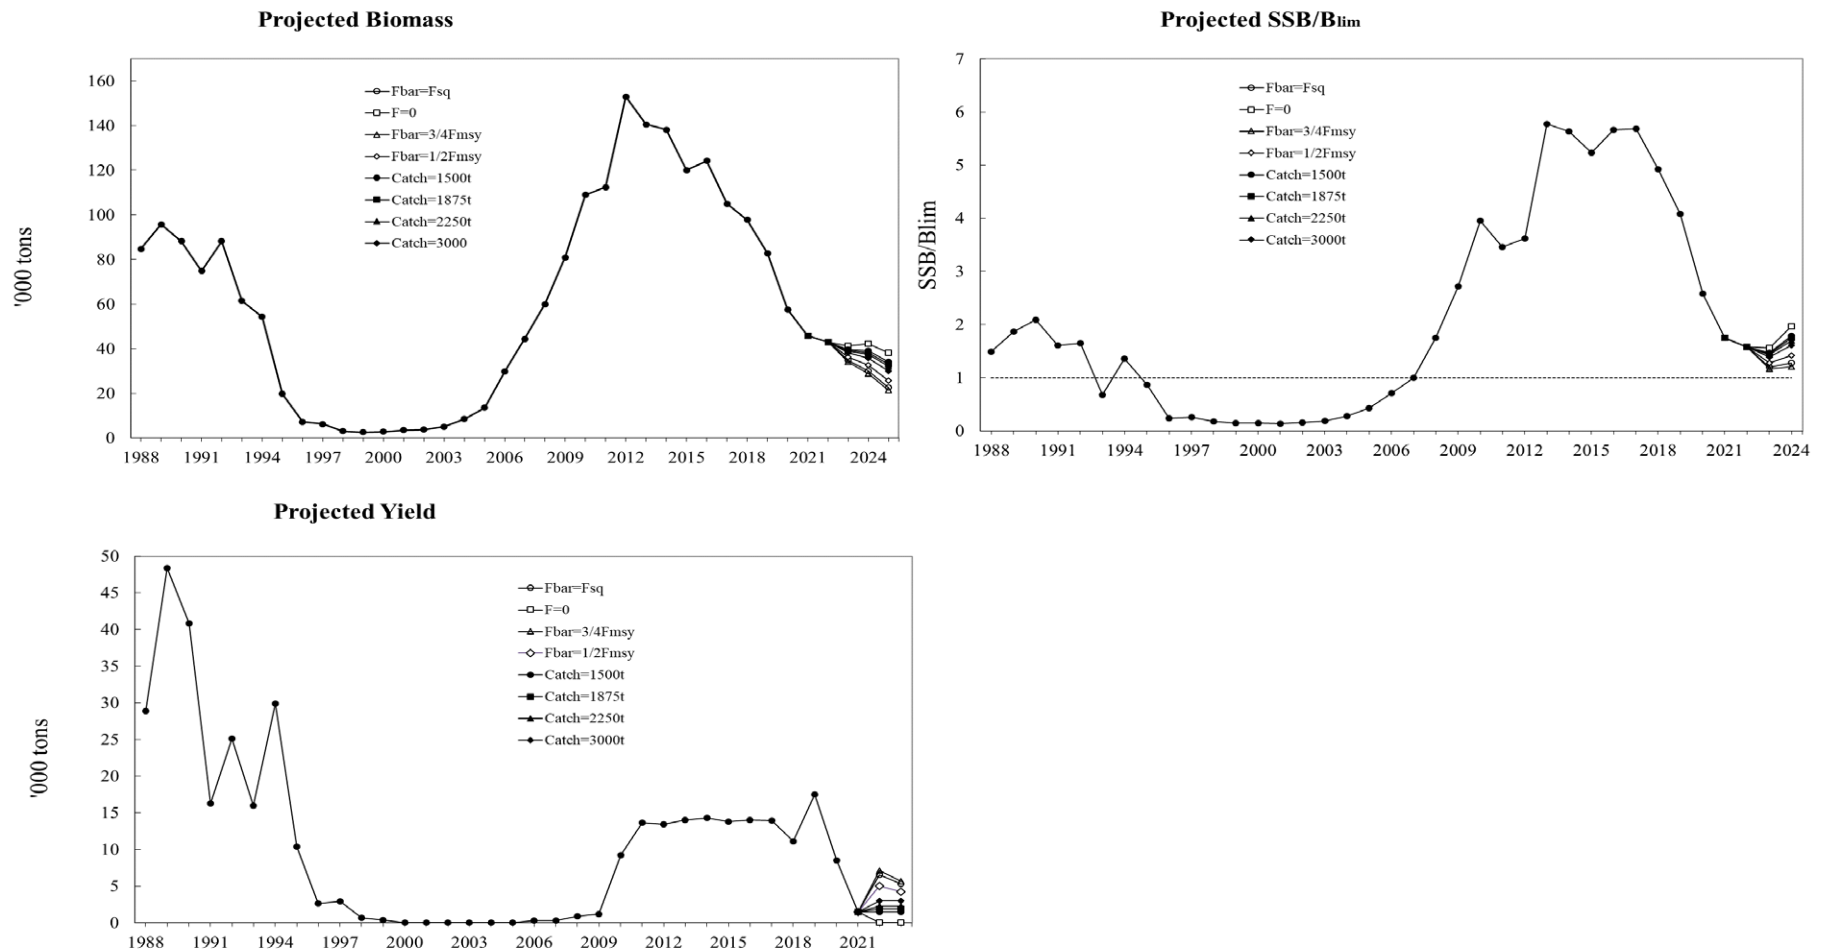 Projected Biomass
'000 tons
160
140
120
100
80
60
40
20
0
Fbar=Fsq
F=0
Fbar=3/4Fmsy
Fbar=1/2Fmsy
Catch=1500t
Catch=1875t
Catch=2250t
Catch=3000
1988 1991 1994 1997 2000 2003 2006 2009 2012 2015 2018 2021 2024
Projected SSB/Blim
SSB/Blim
7
6
5
4
3
2
1
0
Fbar=Fsq
F=0
Fbar=3/4Fmsy
Fbar=1/2Fmsy
Catch=1500t
Catch=1875t
Catch=2250t
Catch=3000t
1988 1991 1994 1997 2000 2003 2006 2009 2012 2015 2018 2021 2024
Projected Yield
'000 tons
50
45
40
35
30
25
20
15
10
5
0
Fbar=Fsq
F=0
Fbar=3/4Fmsy
Fbar=1/2Fmsy
Catch=1500t
Catch=1875t
Catch=2250t
Catch=3000t
1988 1991 1994 1997 2000 2003 2006 2009 2012 2015 2018 2021